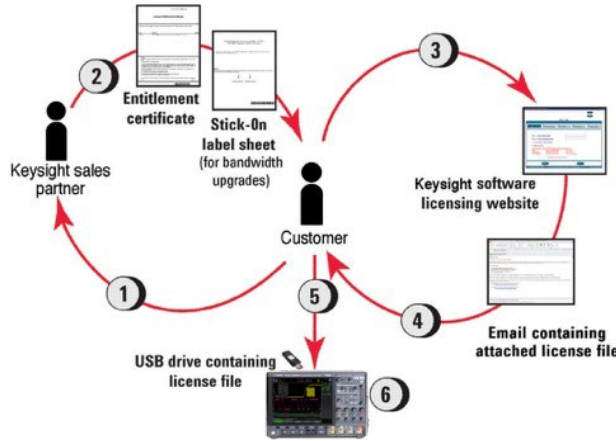 2
3
Entitlement
certificate
Stick-On
label sheet
(for bandwidth
upgrades)
Keysight sales
partner
Keysight software
licensing website
Customer
1
5
4
Email containing
attached license file
USB drive containing
license file
6